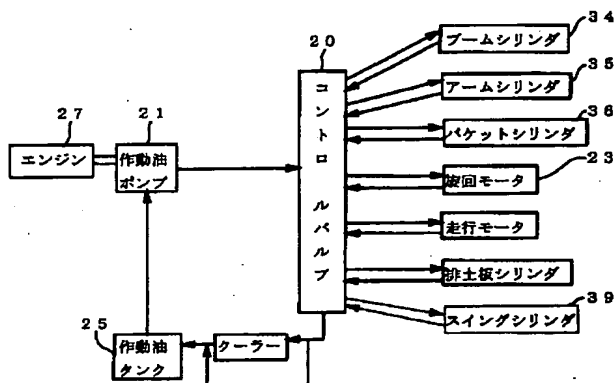 20
34
ブームシリンダ
35
アームシリンダ
36
バケットシリンダ
23
旋回モータ
走行モータ
排土板シリンダ
39
スイングシリンダ
コントロールバルブ
27
エンジン
21
作動油
ポンプ
25
作動油
タンク
クーラー